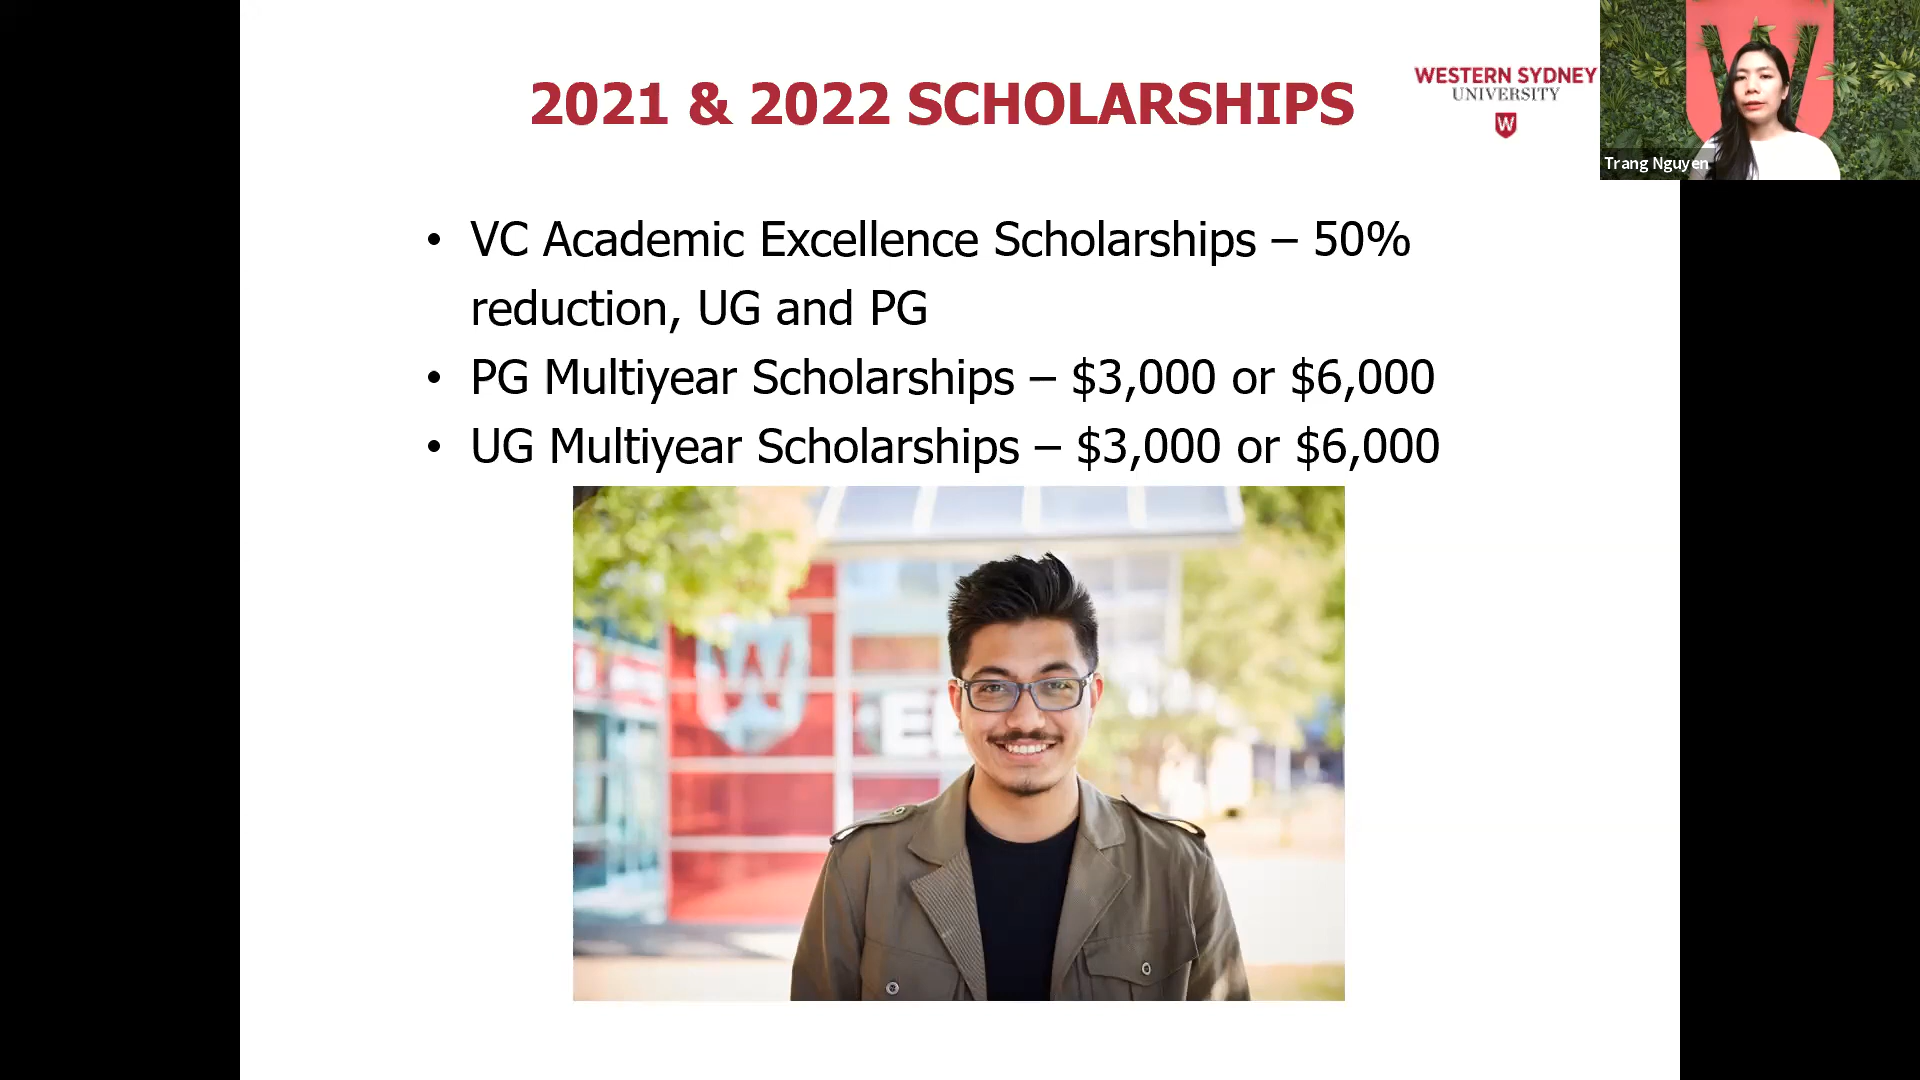 2021 & 2022 SCHOLARSHIPS
WESTERN SYDNEY
UNIVERSITY
W
W
Trang Nguyen
• VC Academic Excellence Scholarships – 50%
reduction, UG and PG
• PG Multiyear Scholarships – $3,000 or $6,000
• UG Multiyear Scholarships – $3,000 or $6,000
W